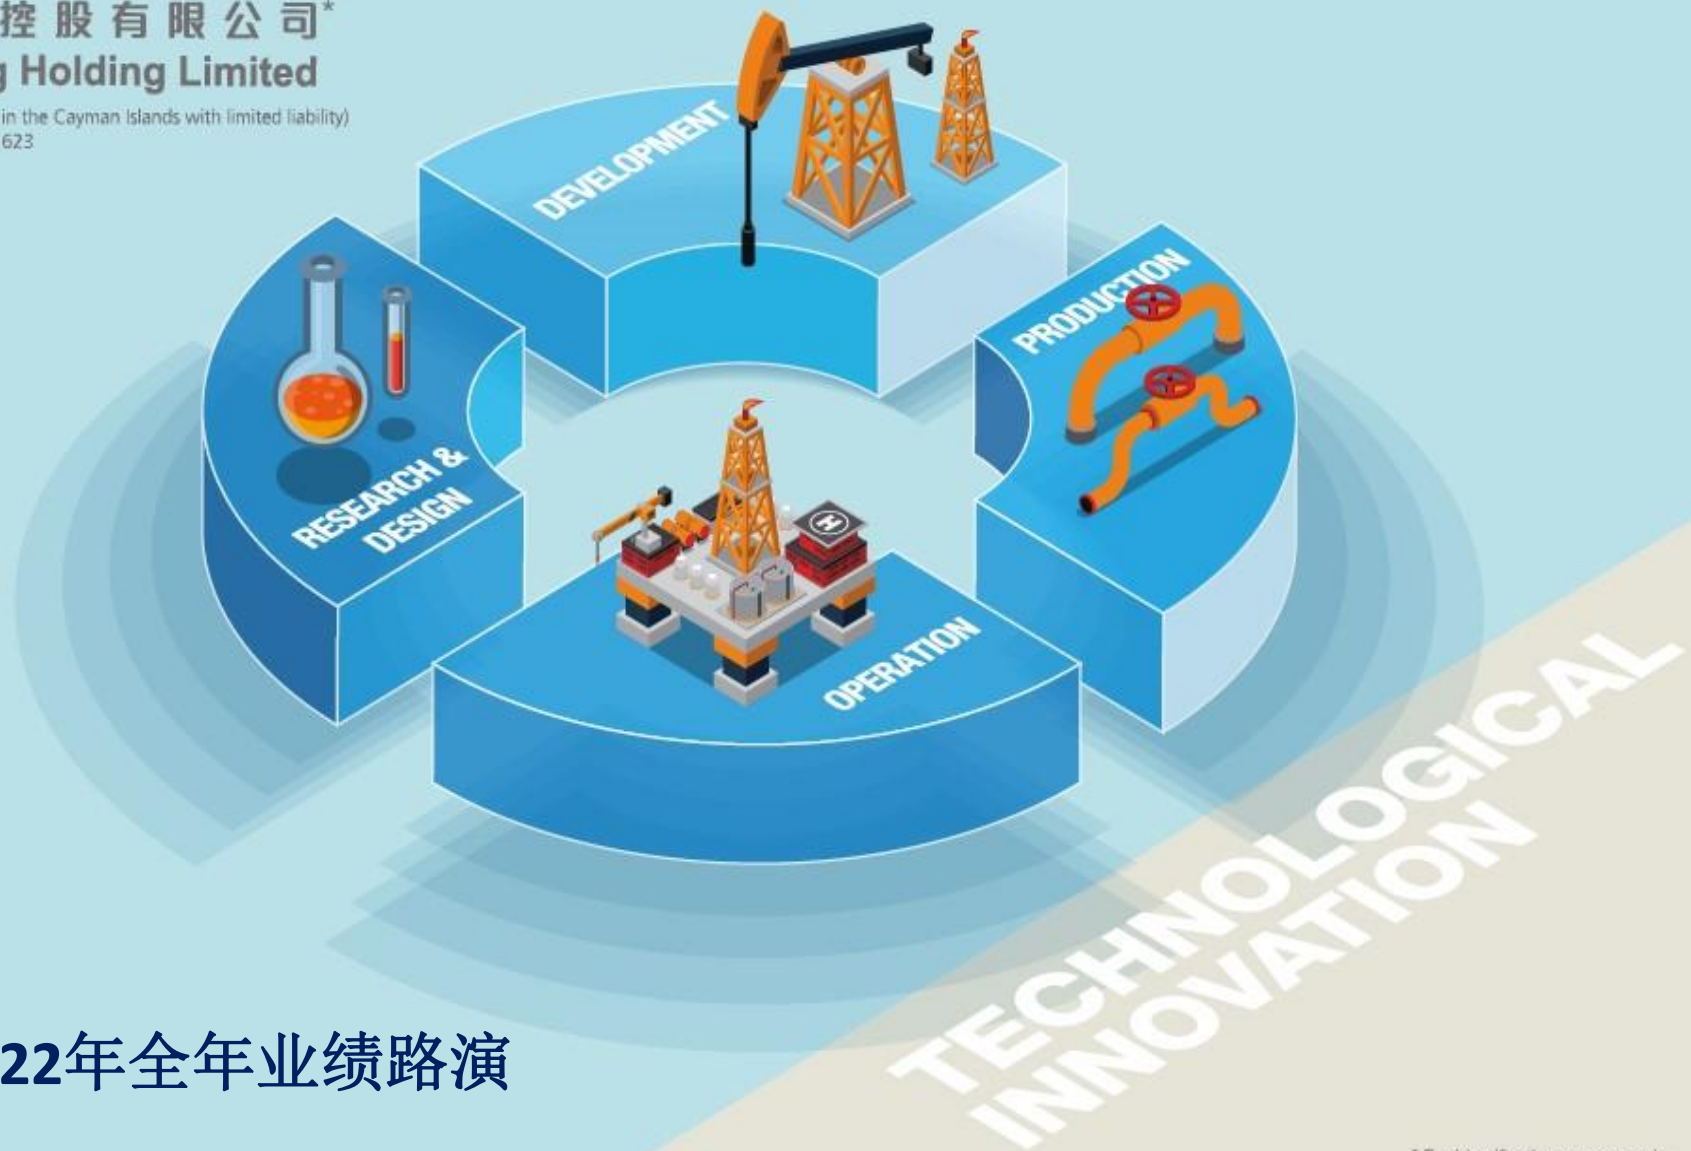 控股有限公司*
g Holding Limited
in the Cayman Islands with limited liability)
623
DEVELOPMENT
PRODUCTION
RESEARCH &
DESIGN
OPERATION
TECHNOLOGICAL
INNOVATION
22年全年业绩路演